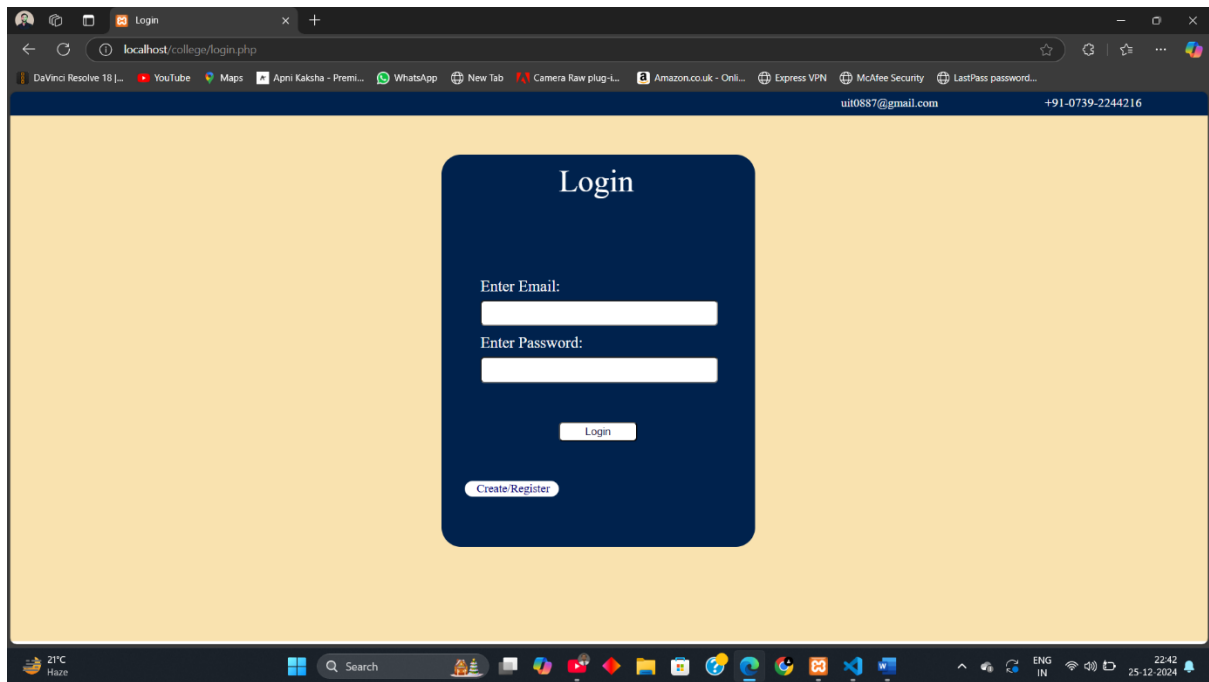 Login
localhost/college/login.php
DaVinci Resolve 18 |... YouTube Maps Apni Kaksha - Premi... WhatsApp New Tab Camera Raw plug-i... Amazon.co.uk - Onli... Express VPN McAfee Security LastPass password...
uit0887@gmail.com +91-0739-2244216
Login
Enter Email:
Enter Password:
Login
Create/Register
21°C
Haze
Search
ENG
IN
22:42
25-12-2024